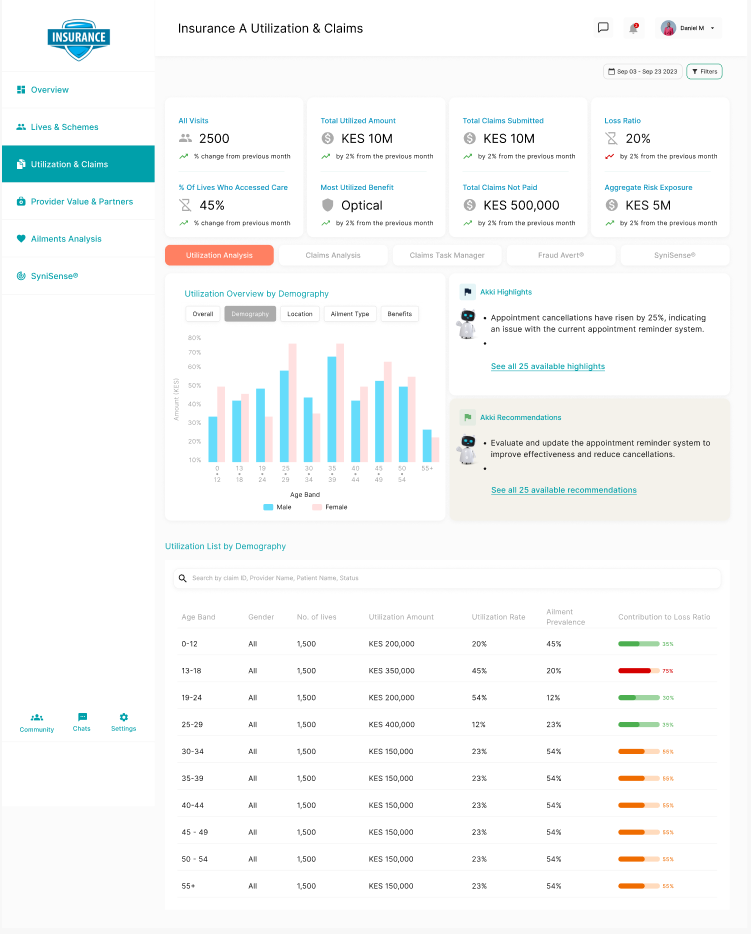 INSURANCE
Insurance A Utilization & Claims
Daniel M
Sep 03 - Sep 23 2023
Filters
Overview
Lives & Schemes
Utilization & Claims
Provider Value & Partners
Ailments Analysis
SyniSense®
Community
Chats
Settings
All Visits
2500
% change from previous month
Total Utilized Amount
KES 10M
by 2% from the previous month
Total Claims Submitted
KES 10M
by 2% from the previous month
Loss Ratio
20%
by 2% from the previous month
% Of Lives Who Accessed Care
45%
% change from previous month
Most Utilized Benefit
Optical
by 2% from the previous month
Total Claims Not Paid
KES 500,000
by 2% from the previous month
Aggregate Risk Exposure
KES 5M
by 2% from the previous month
Utilization Analysis
Claims Analysis
Claims Task Manager
Fraud Avert®
SyniSense®
Utilization Overview by Demography
Overall
Demography
Location
Ailment Type
Benefits
Amount (KES)
80%
70%
60%
50%
40%
30%
20%
10%
0 - 12
13 - 18
19 - 24
25 - 29
30 - 34
35 - 39
40 - 44
45 - 49
50 - 54
55+
Age Band
Male
Female
Akki Highlights
• Appointment cancellations have risen by 25%, indicating
an issue with the current appointment reminder system.
•
See all 25 available highlights
Akki Recommendations
• Evaluate and update the appointment reminder system to
improve effectiveness and reduce cancellations.
•
See all 25 available recommendations
Utilization List by Demography
Search by claim ID, Provider Name, Patient Name, Status
Age Band Gender No. of lives Utilization Amount Utilization Rate Ailment Prevalence Contribution to Loss Ratio
0-12 All 1,500 KES 200,000 20% 45% 35%
13-18 All 1,500 KES 350,000 45% 20% 75%
19-24 All 1,500 KES 200,000 54% 12% 30%
25-29 All 1,500 KES 400,000 12% 23% 35%
30-34 All 1,500 KES 150,000 23% 54% 55%
35-39 All 1,500 KES 150,000 23% 54% 55%
40-44 All 1,500 KES 150,000 23% 54% 55%
45 - 49 All 1,500 KES 150,000 23% 54% 55%
50 - 54 All 1,500 KES 150,000 23% 54% 55%
55+ All 1,500 KES 150,000 23% 54% 55%